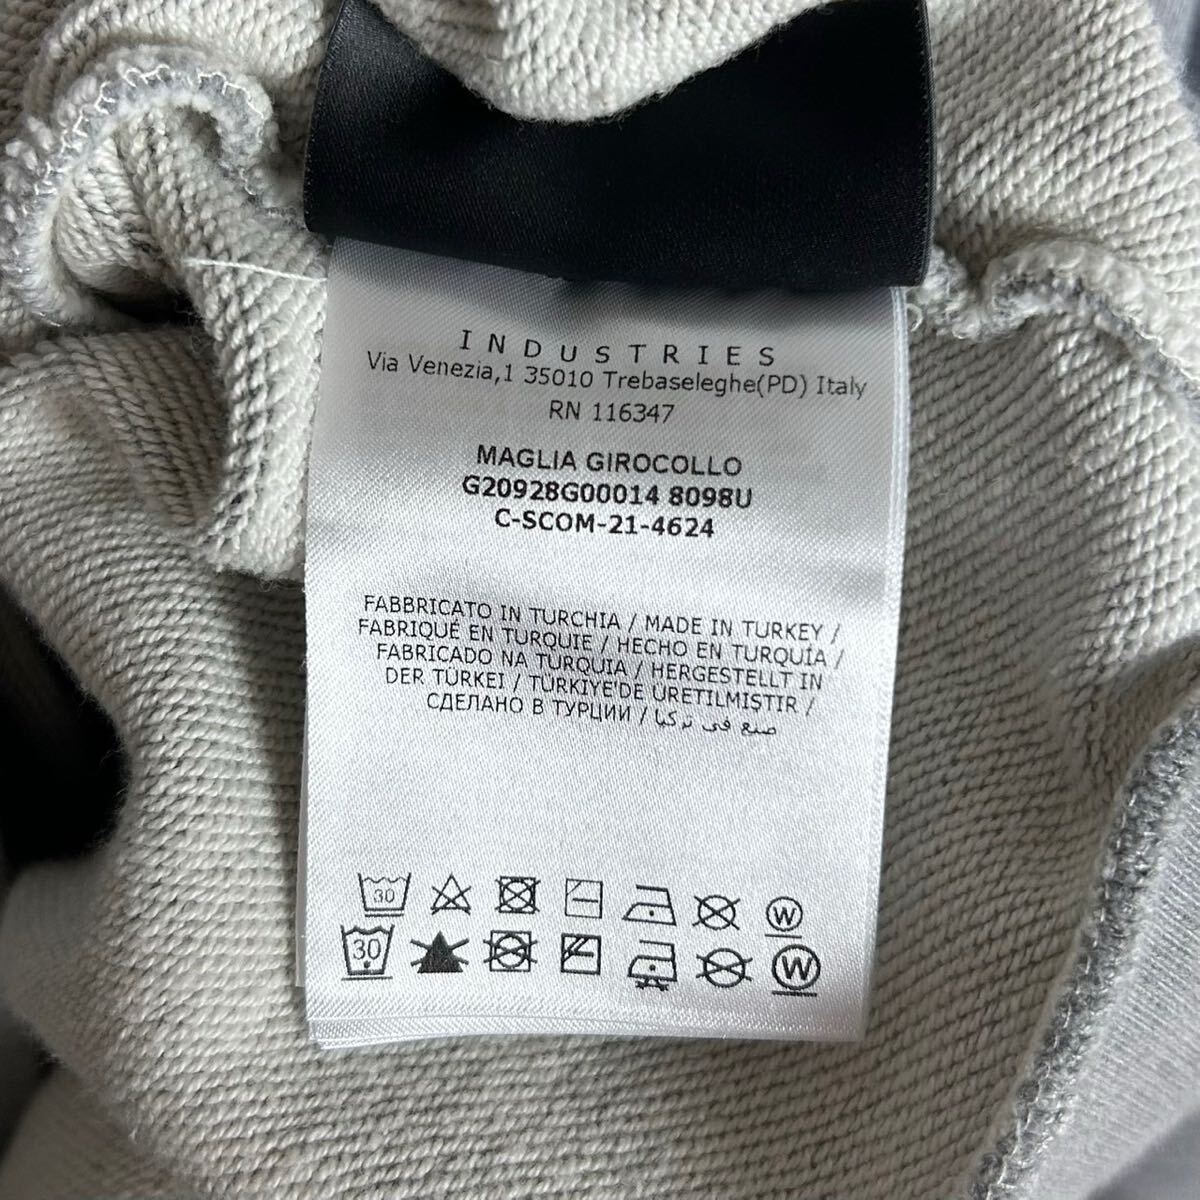 INDUSTRIES
Via Venezia,1 35010 Trebaseleghe(PD) Italy
RN 116347
MAGLIA GIROCOLLO
G20928G00014 8098U
C-SCOM-21-4624
FABBRICATO IN TURCHIA / MADE IN TURKEY /
FABRIQUÉ EN TURQUIE / HECHO EN TURQUÍA /
FABRICADO NA TURQUIA / HERGESTELLT IN
DER TÜRKEI / TÜRKIYE'DE ÜRETILMIŞTIR /
СДЕЛАНО В ТУРЦИИ / صنع في تركيا
30 W
30 W